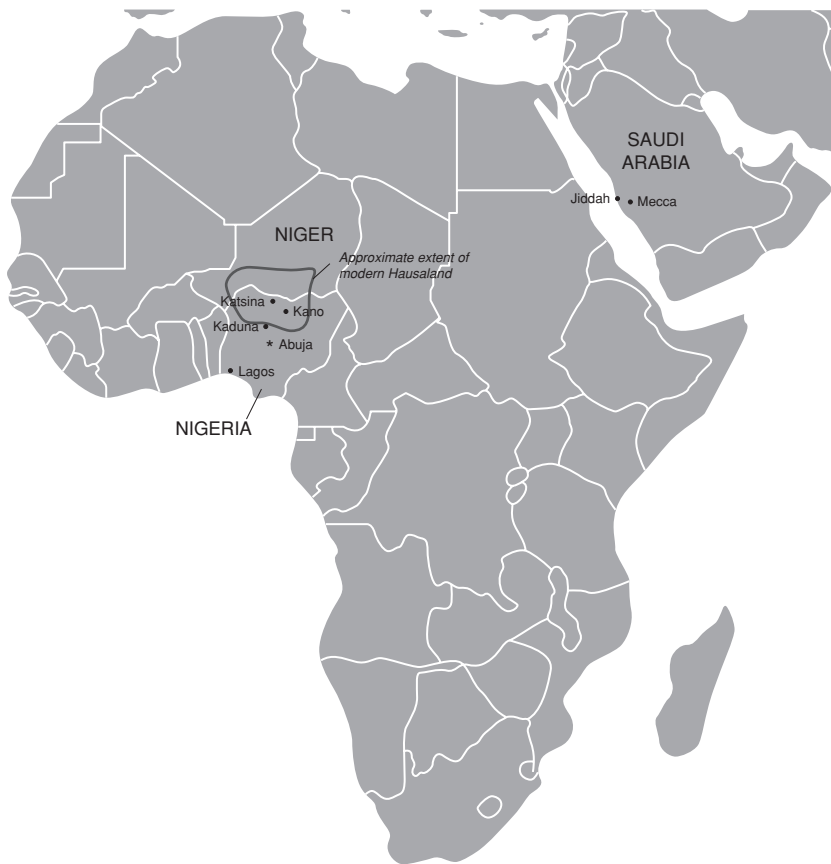 SAUDI
ARABIA
Jiddah
Mecca
NIGER
Approximate extent of
modern Hausaland
Katsina
Kano
Kaduna
* Abuja
Lagos
NIGERIA